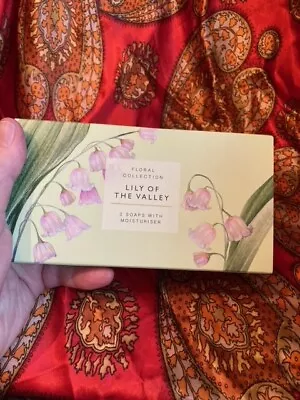 FLORAL
COLLECTION
LILY OF
THE VALLEY
3 SOAPS WITH
MOISTURISER